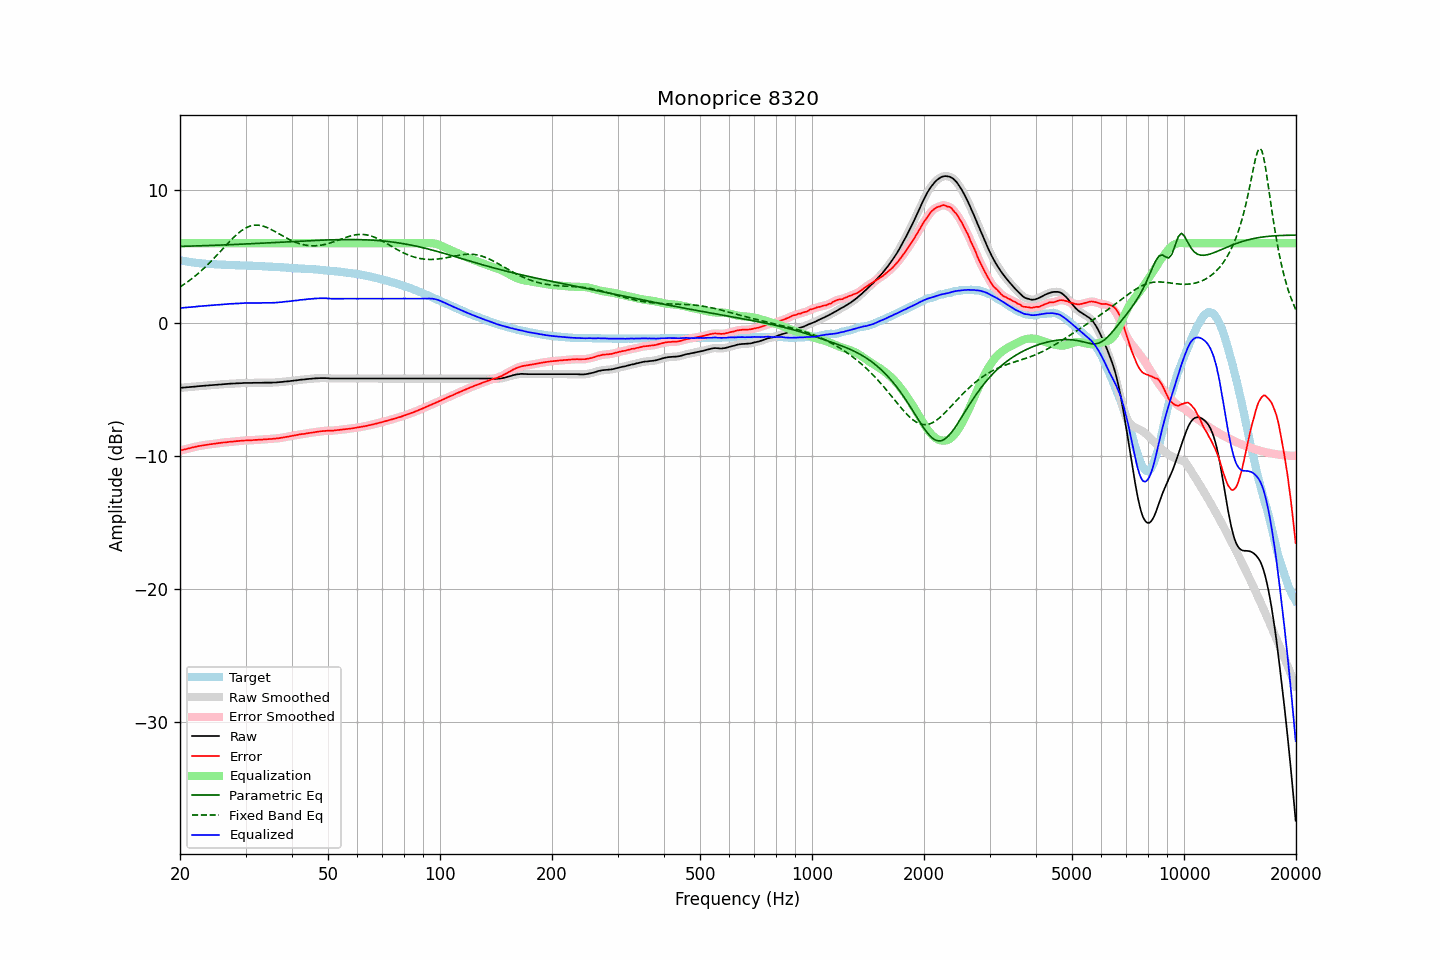 Monoprice 8320
Amplitude (dBr)
10
0
−10
−20
−30
Target
Raw Smoothed
Error Smoothed
Raw
Error
Equalization
Parametric Eq
Fixed Band Eq
Equalized
20 50 100 200 500 1000 2000 5000 10000 20000
Frequency (Hz)